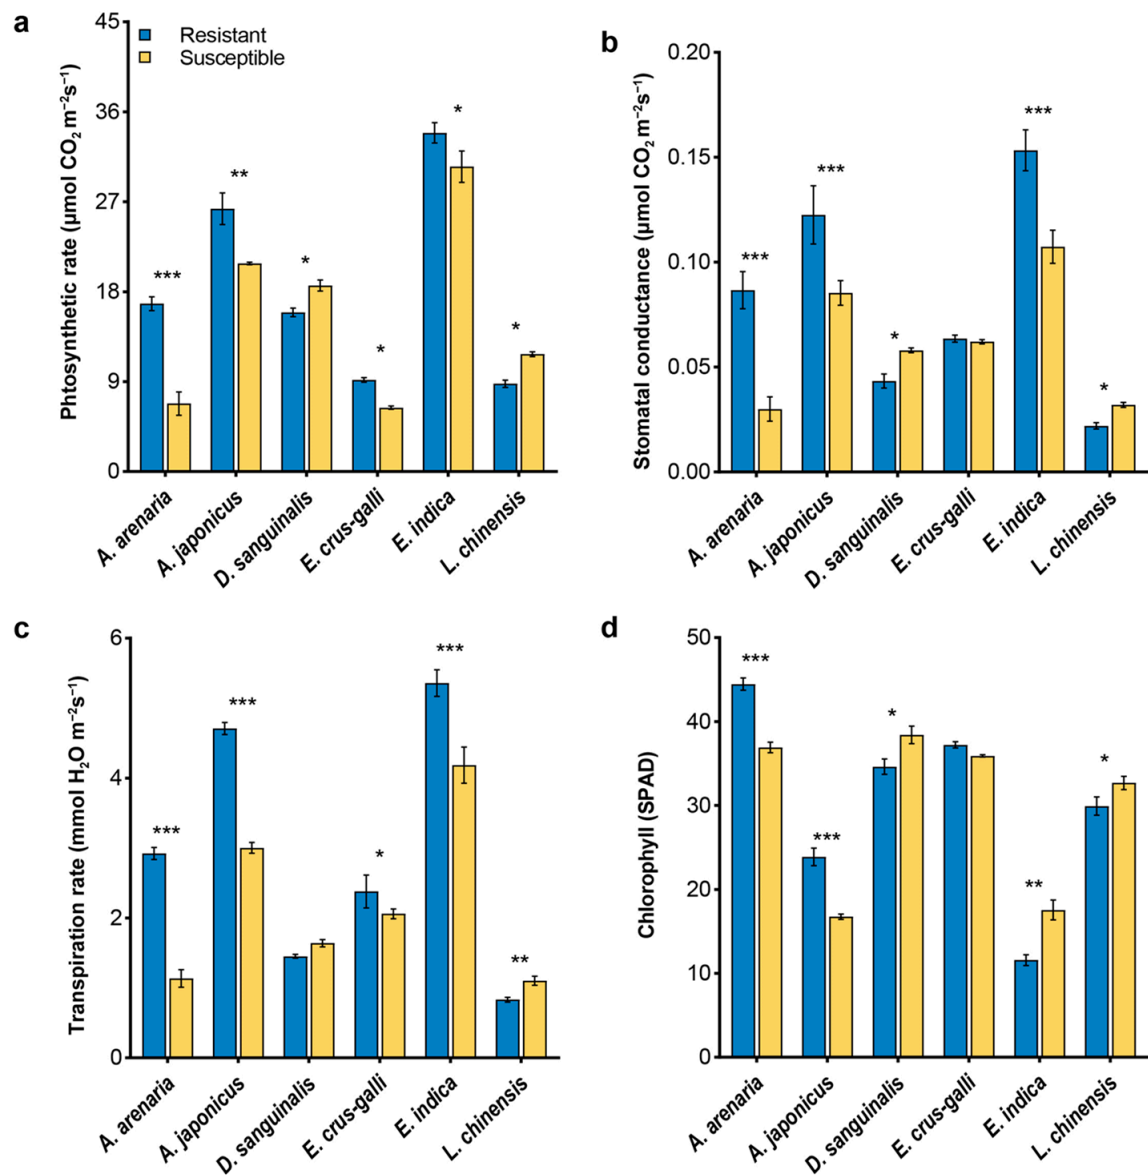 a
45
36
27
18
9
0
Phtosynthetic rate (µmol CO₂ m⁻²s⁻¹)
Resistant
Susceptible
***
**
*
*
*
*
A. arenaria
A. japonicus
D. sanguinalis
E. crus-galli
E. indica
L. chinensis
b
0.20
0.15
0.10
0.05
0.00
Stomatal conductance (µmol CO₂ m⁻²s⁻¹)
***
***
*
***
*
A. arenaria
A. japonicus
D. sanguinalis
E. crus-galli
E. indica
L. chinensis
c
6
4
2
0
Transpiration rate (mmol H₂O m⁻²s⁻¹)
***
***
*
***
**
A. arenaria
A. japonicus
D. sanguinalis
E. crus-galli
E. indica
L. chinensis
d
50
40
30
20
10
0
Chlorophyll (SPAD)
***
***
*
**
*
A. arenaria
A. japonicus
D. sanguinalis
E. crus-galli
E. indica
L. chinensis